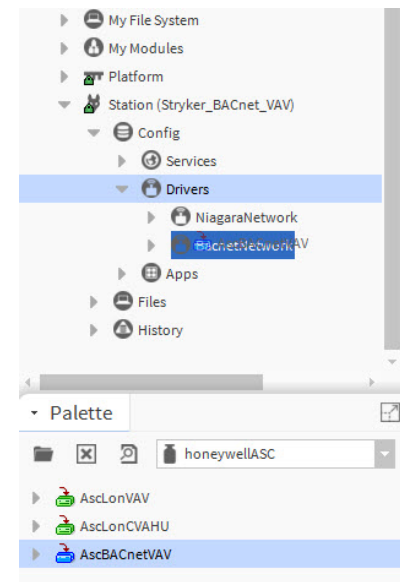 My File System
My Modules
Platform
Station (Stryker_BACnet_VAV)
Config
Services
Drivers
NiagaraNetwork
BacnetNetwork
Apps
Files
History
Palette
honeywellASC
AscLonVAV
AscLonCVAHU
AscBACnetVAV